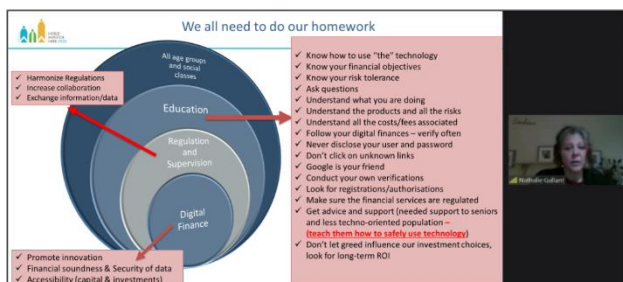 We all need to do our homework
All age groups
and social
classes
Education
Regulation
and
Supervision
Digital
Finance
✓ Harmonize Regulations
✓ Increase collaboration
✓ Exchange information/data
✓ Promote innovation
✓ Financial soundness & Security of data
✓ Accessibility (capital & investments)
✓ Know how to use "the" technology
✓ Know your financial objectives
✓ Know your risk tolerance
✓ Ask questions
✓ Understand what you are doing
✓ Understand the products and all the risks
✓ Understand all the costs/fees associated
✓ Follow your digital finances – verify often
✓ Never disclose your user and password
✓ Don't click on unknown links
✓ Google is your friend
✓ Conduct your own verifications
✓ Look for registrations/authorisations
✓ Make sure the financial services are regulated
✓ Get advice and support (needed support to seniors
and less techno-oriented population –
(teach them how to safely use technology)
✓ Don't let greed influence our investment choices,
look for long-term ROI
Nathalie Gallant